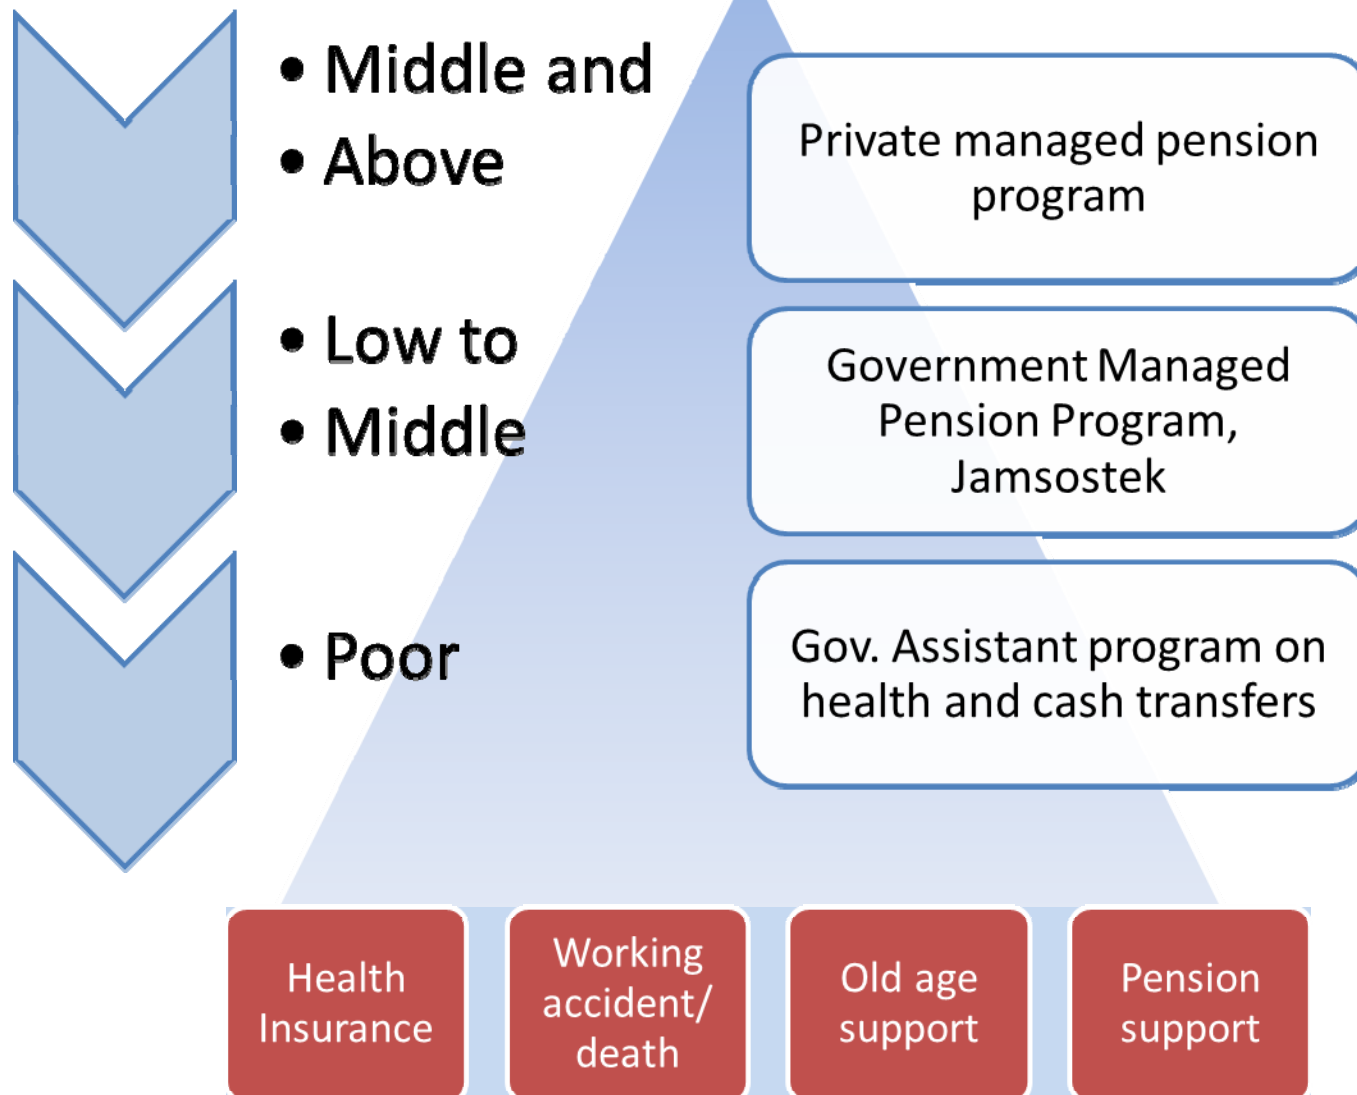 • Middle and
• Above
Private managed pension
program
• Low to
• Middle
Government Managed
Pension Program,
Jamsostek
• Poor
Gov. Assistant program on
health and cash transfers
Health
Insurance
Working
accident/
death
Old age
support
Pension
support